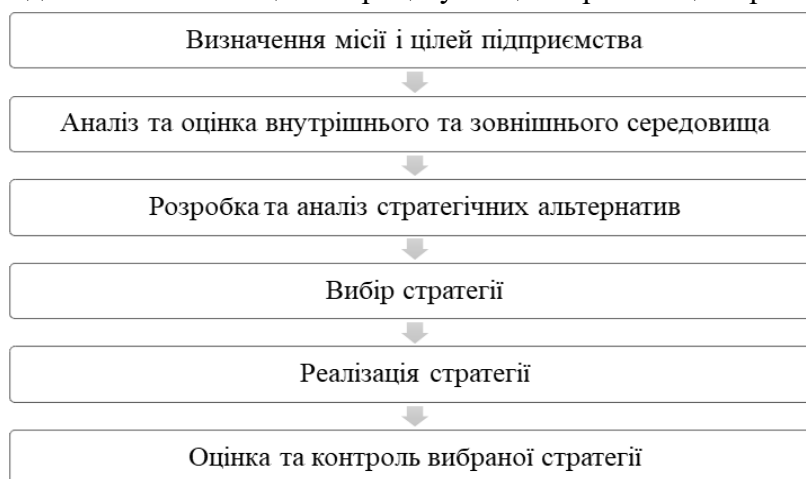 Визначення місії і цілей підприємства
Аналіз та оцінка внутрішнього та зовнішнього середовища
Розробка та аналіз стратегічних альтернатив
Вибір стратегії
Реалізація стратегії
Оцінка та контроль вибраної стратегії